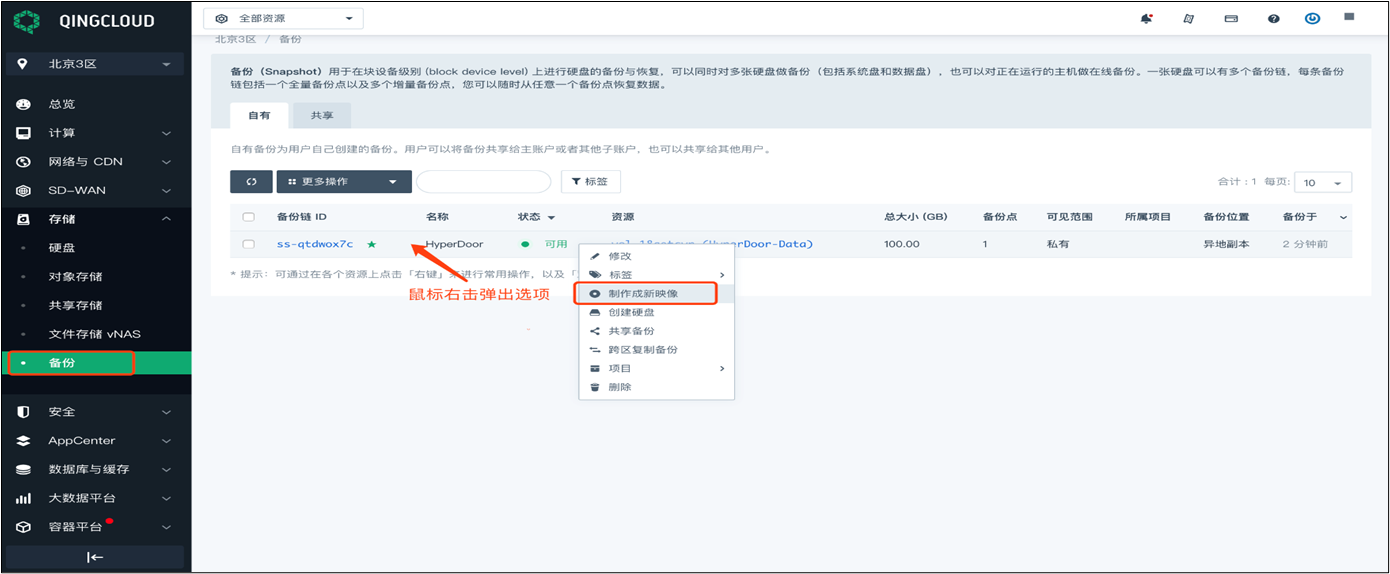 QINGCLOUD
全部资源
北京3区
总览
计算
网络与 CDN
SD-WAN
存储
硬盘
对象存储
共享存储
文件存储 vNAS
备份
安全
AppCenter
数据库与缓存
大数据平台
容器平台
北京3区 / 备份
备份（Snapshot）用于在块设备级别 (block device level) 上进行硬盘的备份与恢复，可以同时对多张硬盘做备份（包括系统盘和数据盘），也可以对正在运行的主机做在线备份。一张硬盘可以有多个备份链，每条备份
链包括一个全量备份点以及多个增量备份点，您可以随时从任意一个备份点恢复数据。
自有 共享
自有备份为用户自己创建的备份。用户可以将备份共享给主账户或者其他子账户，也可以共享给其他用户。
更多操作 标签 合计：1 每页: 10
备份链 ID 名称 状态 资源 总大小 (GB) 备份点 可见范围 所属项目 备份位置 备份于
ss-qtdwox7c HyperDoor 可用 (HyperDoor-Data) 100.00 1 私有 异地副本 2 分钟前
* 提示：可通过在各个资源上点击「右键」来进行常用操作，以及「
鼠标右击弹出选项
修改
标签
制作成新映像
创建硬盘
共享备份
跨区复制备份
项目
删除